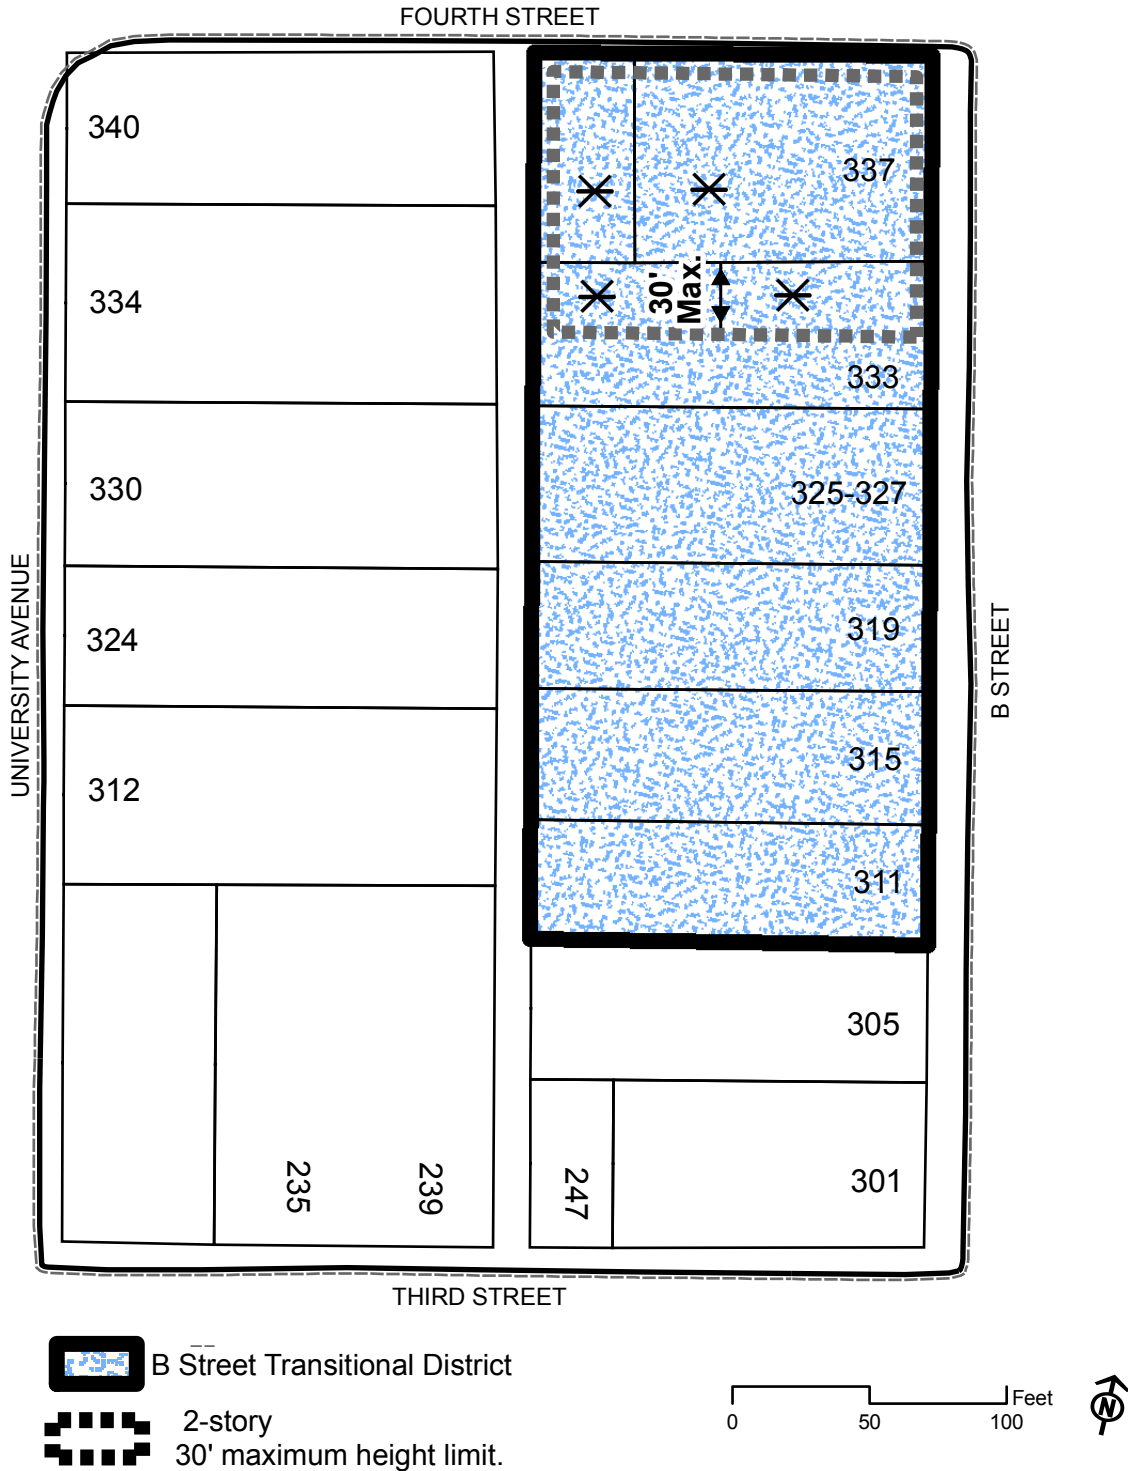 FOURTH STREET
340
337
334
30'
Max.
333
330
325-327
UNIVERSITY AVENUE
324
319
B STREET
312
315
311
305
235
239
247
301
THIRD STREET
B Street Transitional District
2-story
30' maximum height limit.
Feet
0 50 100
N